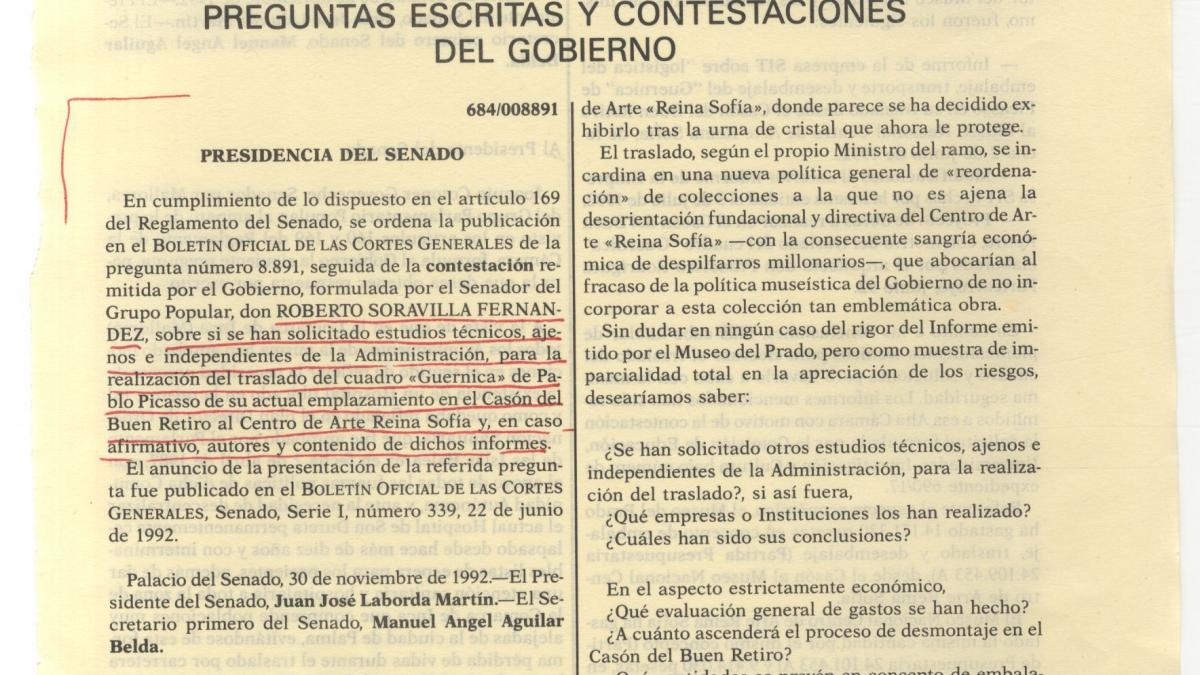 PREGUNTAS ESCRITAS Y CONTESTACIONES
DEL GOBIERNO
684/008891
PRESIDENCIA DEL SENADO
En cumplimiento de lo dispuesto en el artículo 169
del Reglamento del Senado, se ordena la publicación
en el BOLETÍN OFICIAL DE LAS CORTES GENERALES de la
pregunta número 8.891, seguida de la contestación re-
mitida por el Gobierno, formulada por el Senador del
Grupo Popular, don ROBERTO SORAVILLA FERNAN-
DEZ, sobre si se han solicitado estudios técnicos, aje-
nos e independientes de la Administración, para la
realización del traslado del cuadro «Guernica» de Pa-
blo Picasso de su actual emplazamiento en el Casón del
Buen Retiro al Centro de Arte Reina Sofía y, en caso
afirmativo, autores y contenido de dichos informes.
El anuncio de la presentación de la referida pregun-
ta fue publicado en el BOLETÍN OFICIAL DE LAS CORTES
GENERALES, Senado, Serie I, número 339, 22 de junio
de 1992.
Palacio del Senado, 30 de noviembre de 1992.—El Pre-
sidente del Senado, Juan José Laborda Martín.—El Se-
cretario primero del Senado, Manuel Angel Aguilar
Belda.
de Arte «Reina Sofía», donde parece se ha decidido ex-
hibirlo tras la urna de cristal que ahora le protege.
El traslado, según el propio Ministro del ramo, se in-
cardina en una nueva política general de «reordena-
ción» de colecciones a la que no es ajena la
desorientación fundacional y directiva del Centro de Ar-
te «Reina Sofía» —con la consecuente sangría econó-
mica de despilfarros millonarios—, que abocarían al
fracaso de la política museística del Gobierno de no in-
corporar a esta colección tan emblemática obra.
Sin dudar en ningún caso del rigor del Informe emi-
tido por el Museo del Prado, pero como muestra de im-
parcialidad total en la apreciación de los riesgos,
desearíamos saber:
¿Se han solicitado otros estudios técnicos, ajenos e
independientes de la Administración, para la realiza-
ción del traslado?, si así fuera,
¿Qué empresas o Instituciones los han realizado?
¿Cuáles han sido sus conclusiones?
En el aspecto estrictamente económico,
¿Qué evaluación general de gastos se han hecho?
¿A cuánto ascenderá el proceso de desmontaje en el
Casón del Buen Retiro?